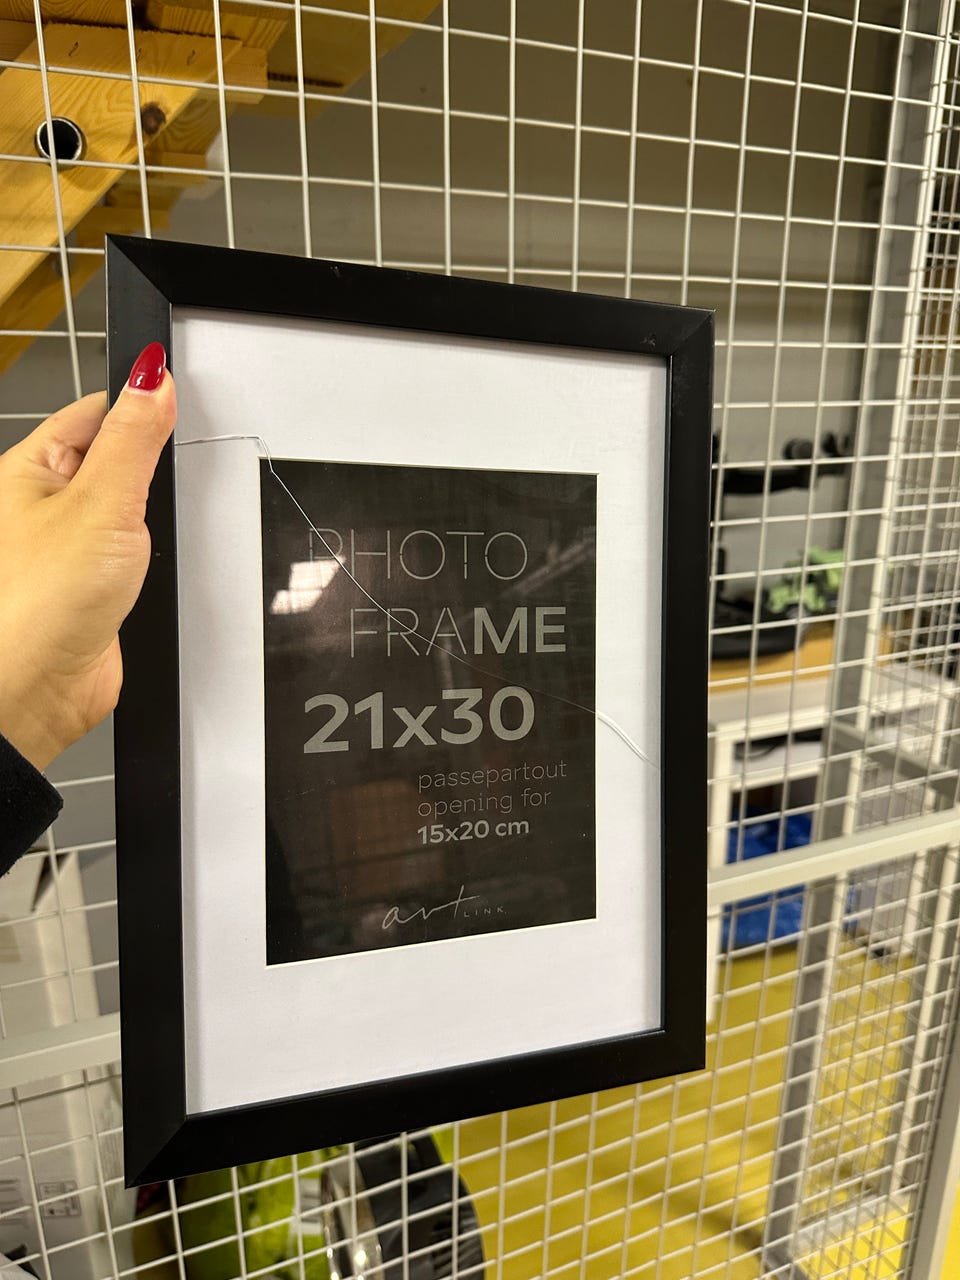 PHOTO
FRAME
21x30
passepartout
opening for
15x20 cm
art LINK